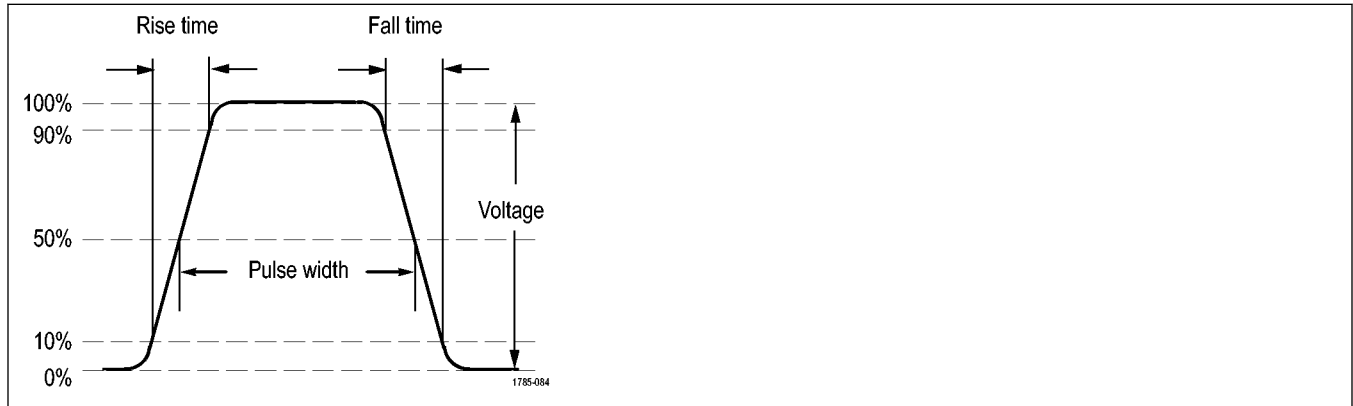 Rise time
Fall time
100%
90%
Voltage
50%
Pulse width
10%
0%
1785-084